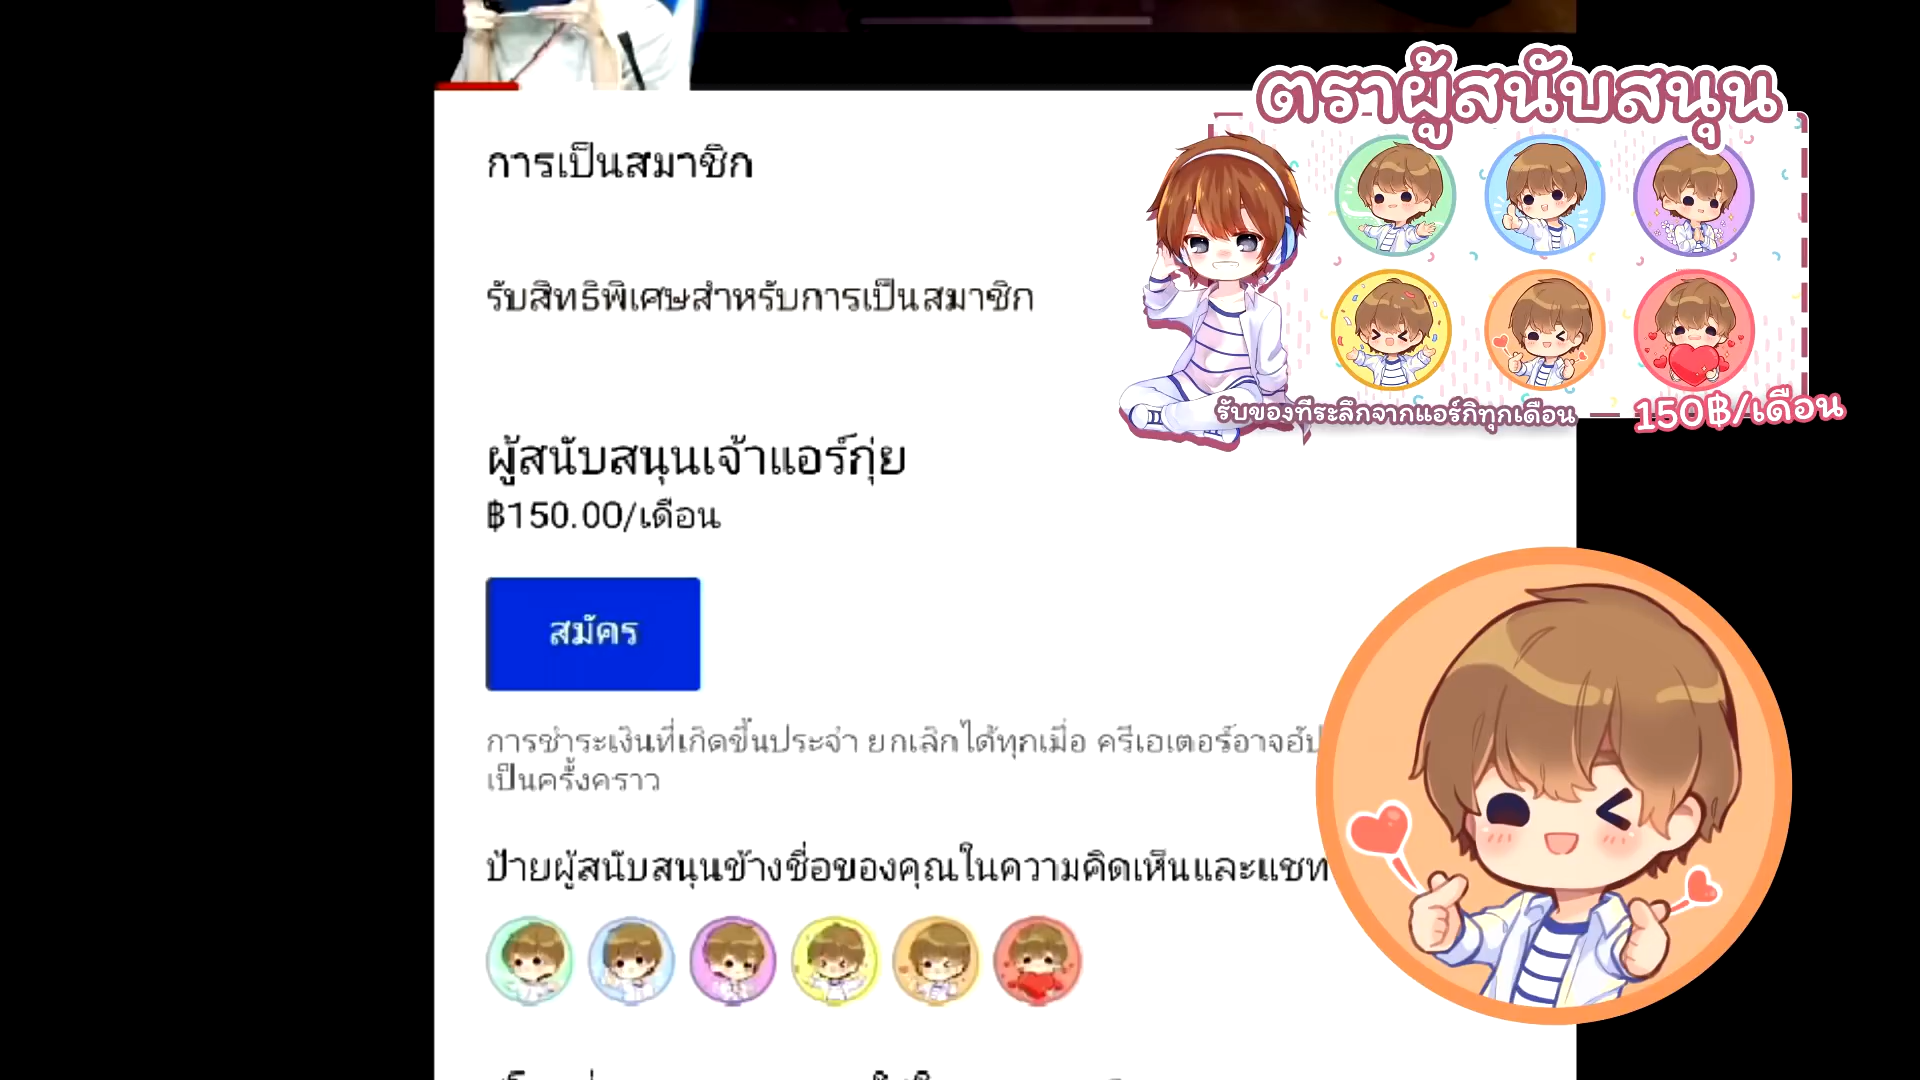 ตราผู้สนับสนุน
การเป็นสมาชิก
รับสิทธิพิเศษสำหรับการเป็นสมาชิก
รับของที่ระลึกจากแอร์กิทุกเดือน
150฿/เดือน
ผู้สนับสนุนเจ้าแอร์กุ่ย
฿150.00/เดือน
สมัคร
การชำระเงินที่เกิดขึ้นประจำ ยกเลิกได้ทุกเมื่อ ครีเอเตอร์อาจอัป
เป็นครั้งคราว
ป้ายผู้สนับสนุนข้างชื่อของคุณในความคิดเห็นและแชท